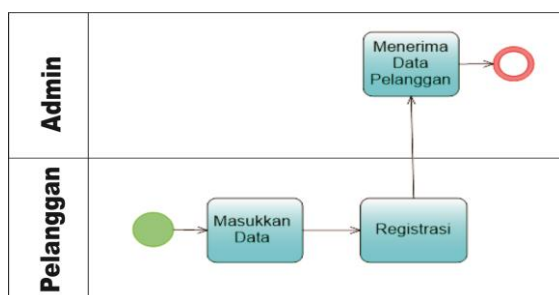 Admin
Menerima
Data
Pelanggan
Pelanggan
Masukkan
Data
Registrasi